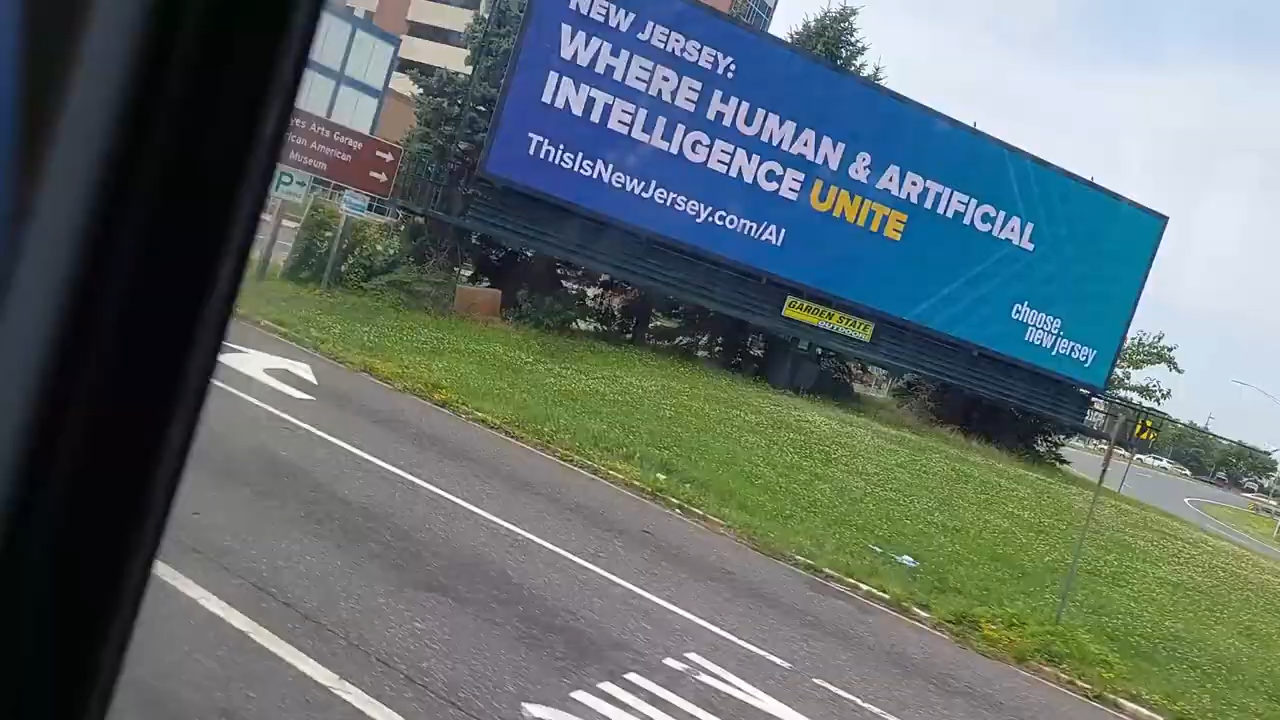 NEW JERSEY:
WHERE HUMAN & ARTIFICIAL
INTELLIGENCE UNITE
ThisIsNewJersey.com/AI
choose
new jersey
GARDEN STATE
OUTDOOR
Arts Garage
American
Museum
P